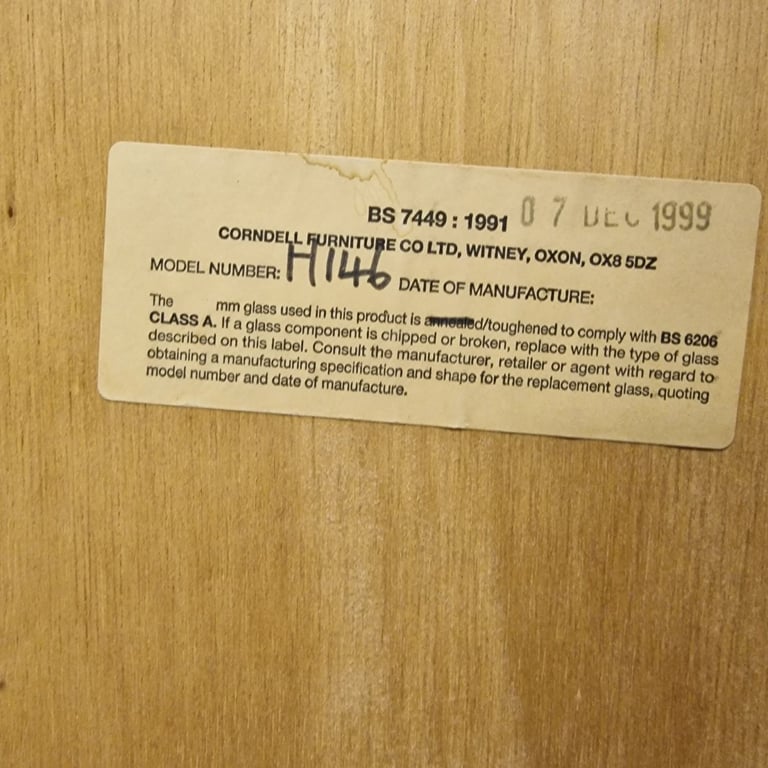 BS 7449 : 1991 07 DEC 1999
CORNDELL FURNITURE CO LTD, WITNEY, OXON, OX8 5DZ
MODEL NUMBER: H146 DATE OF MANUFACTURE:
The mm glass used in this product is annealed/toughened to comply with BS 6206
CLASS A. If a glass component is chipped or broken, replace with the type of glass
described on this label. Consult the manufacturer, retailer or agent with regard to
obtaining a manufacturing specification and shape for the replacement glass, quoting
model number and date of manufacture.